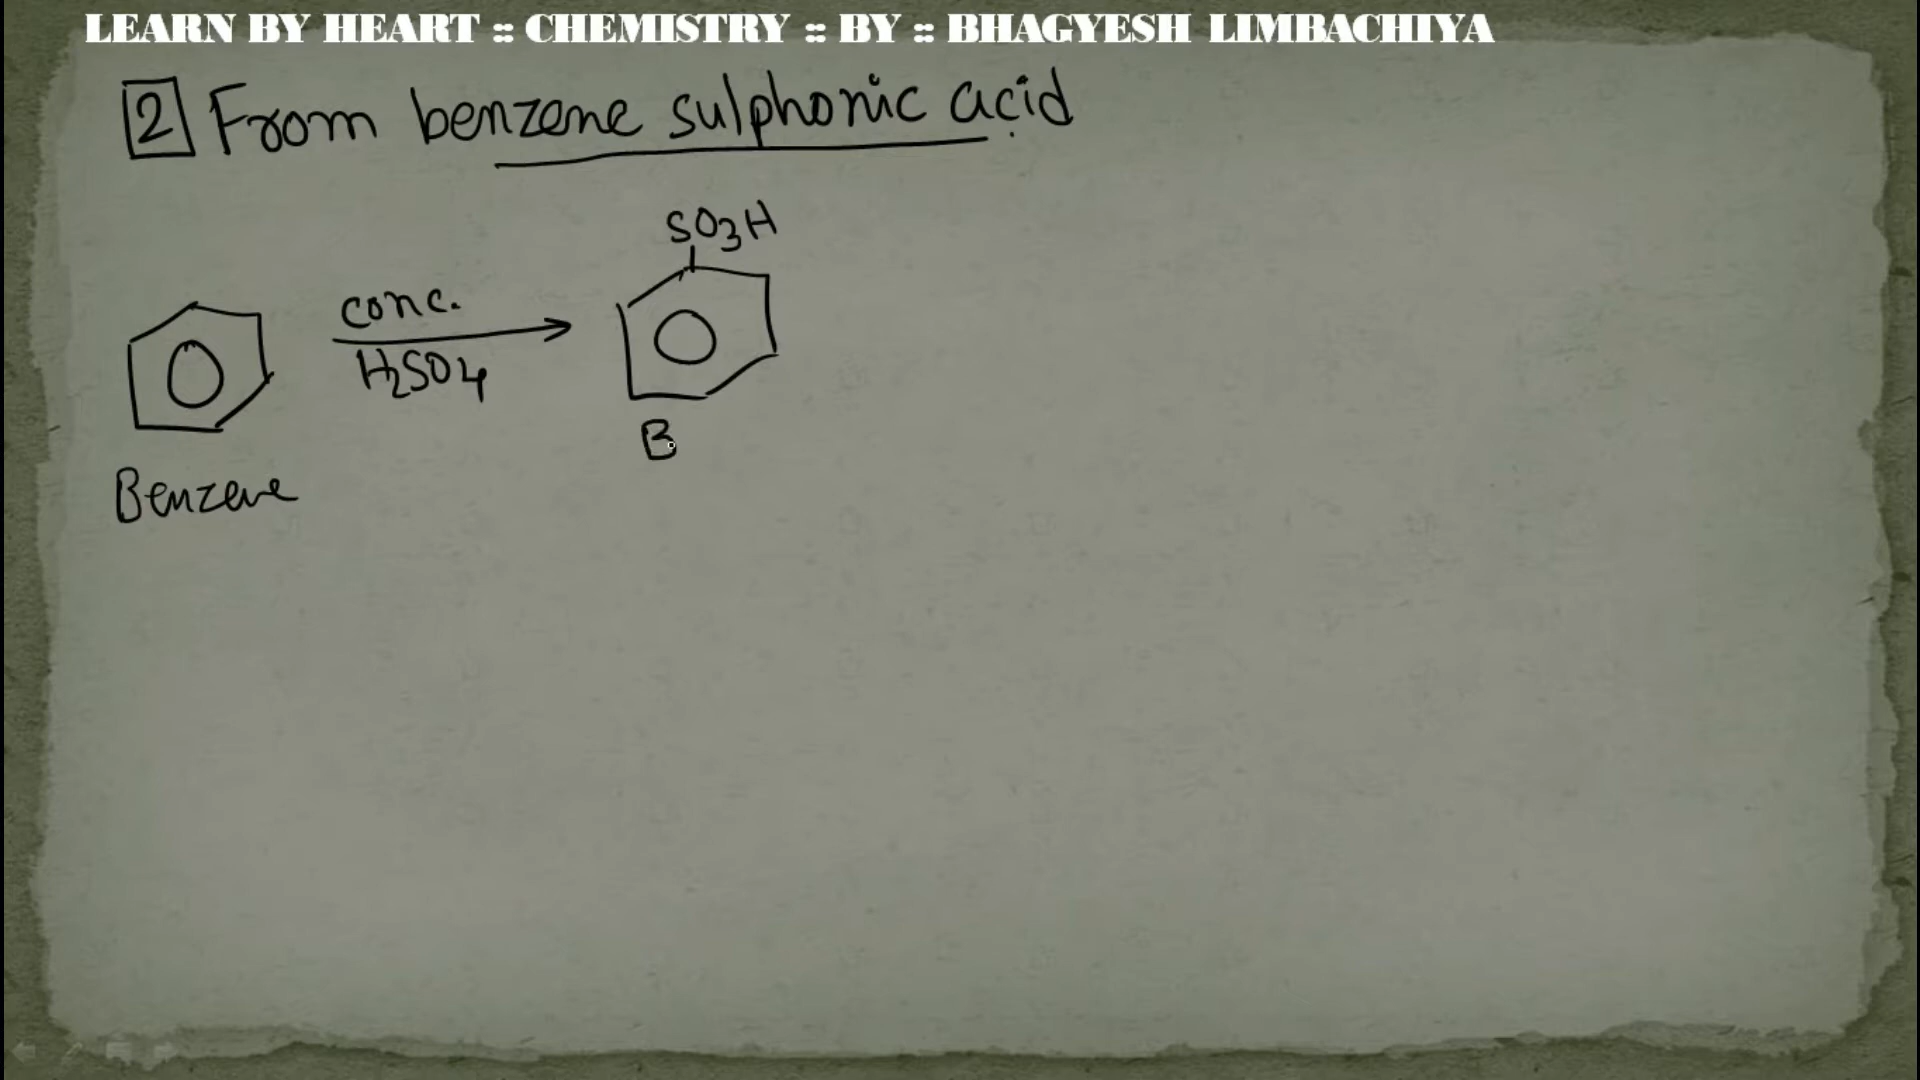 LEARN BY HEART :: CHEMISTRY :: BY :: BHAGYESH LIMBACHIYA
2 From benzene sulphonic acid
SO3H
conc.
H2SO4
B
Benzene